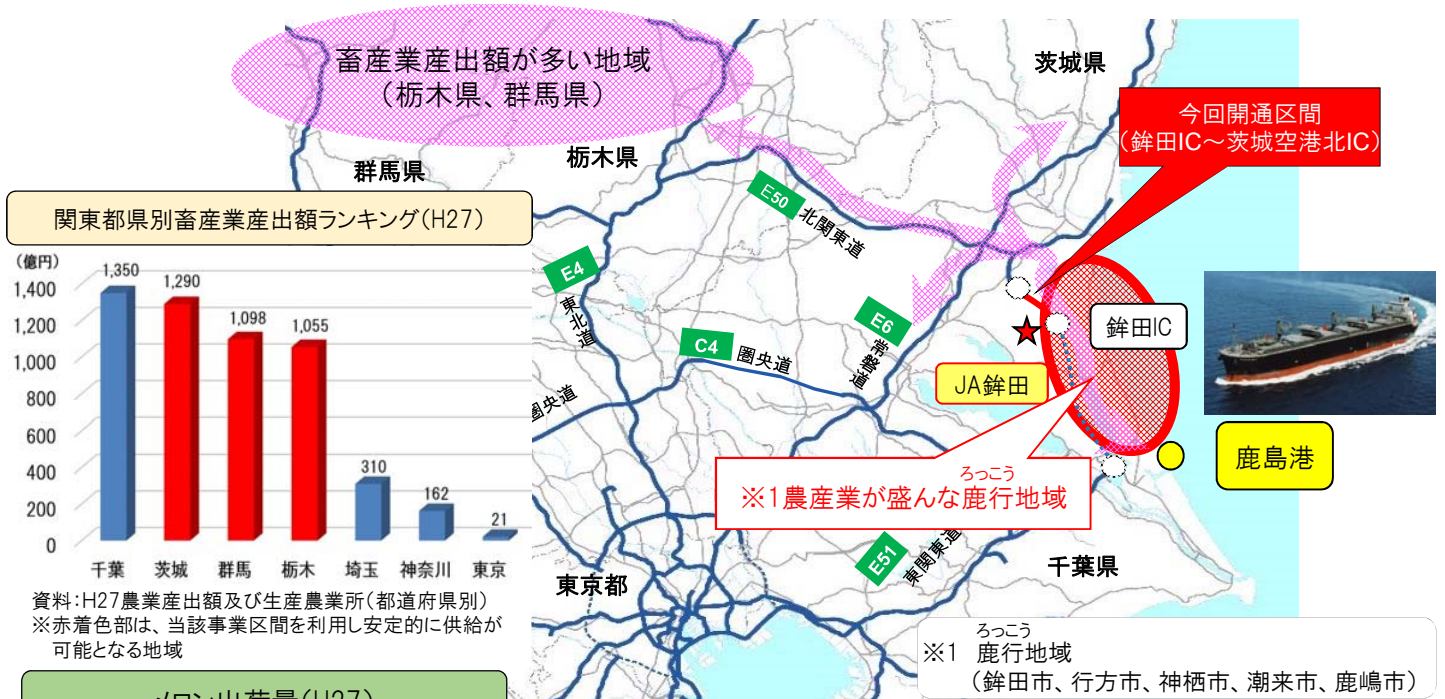 畜産業産出額が多い地域
（栃木県、群馬県）
茨城県
今回開通区間
（鉾田IC～茨城空港北IC）
群馬県
栃木県
関東都県別畜産業産出額ランキング(H27)
E50 北関東道
E4 東北道
E6 常磐道
C4 圏央道
圏央道
鉾田IC
JA鉾田
鹿島港
ろっこう
※1農産業が盛んな鹿行地域
E51 東関東道
東京都
千葉県
(億円)
1,400
1,200
1,000
800
600
400
200
0
1,350
1,290
1,098
1,055
310
162
21
千葉 茨城 群馬 栃木 埼玉 神奈川 東京
資料：H27農業産出額及び生産農業所(都道府県別)
※赤着色部は、当該事業区間を利用し安定的に供給が
可能となる地域
メロン出荷量(H27)
ろっこう
※1 鹿行地域
（鉾田市、行方市、神栖市、潮来市、鹿嶋市）